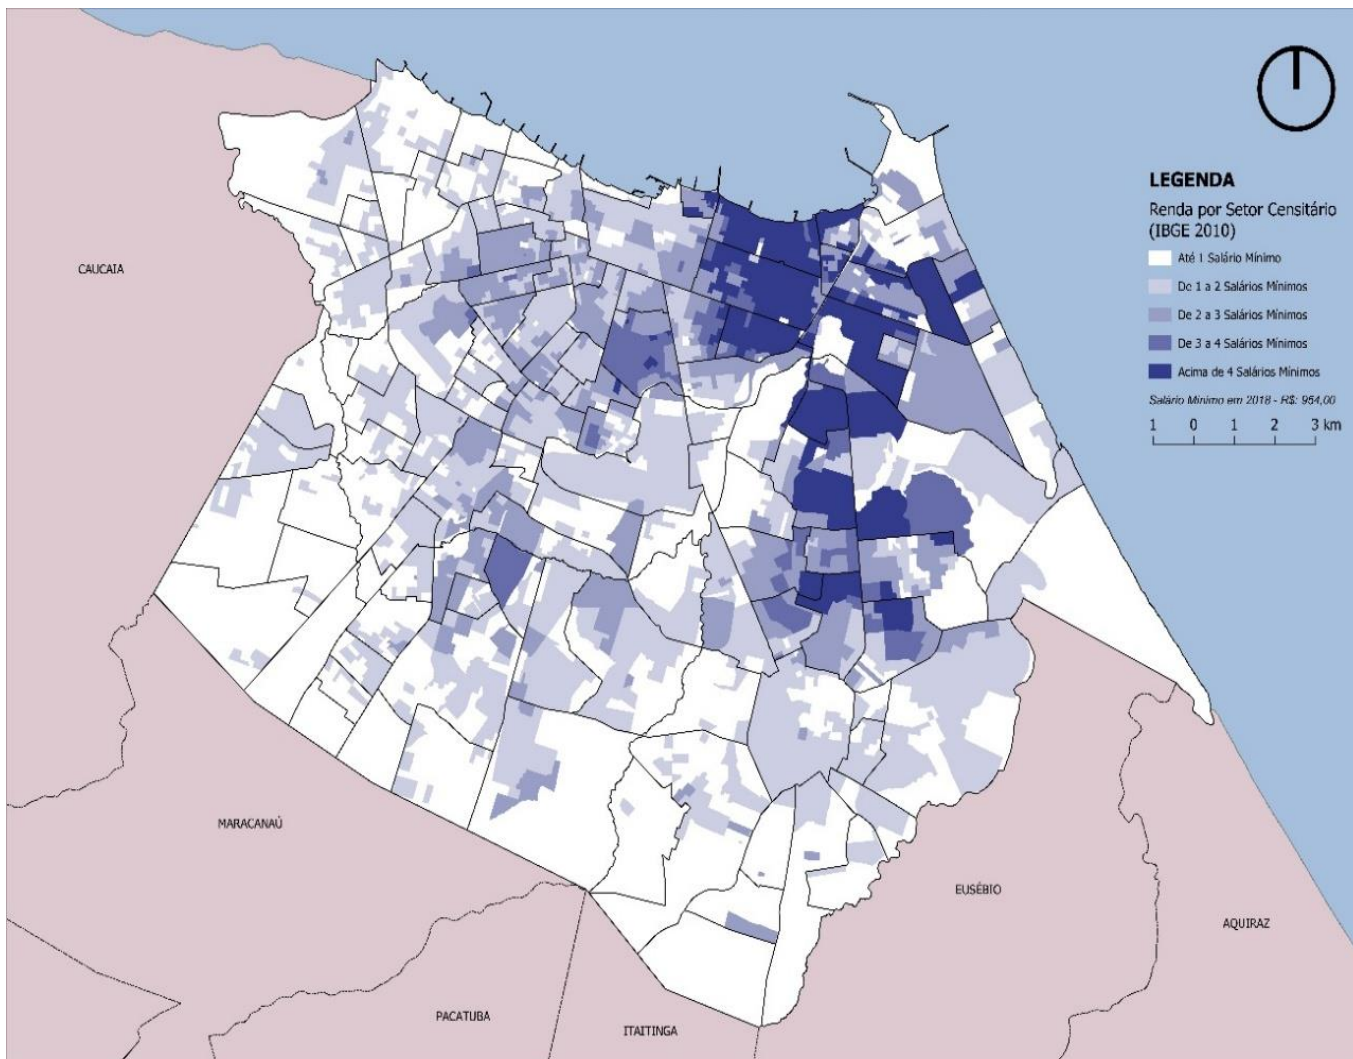 LEGENDA
Renda por Setor Censitário
(IBGE 2010)
Até 1 Salário Mínimo
De 1 a 2 Salários Mínimos
De 2 a 3 Salários Mínimos
De 3 a 4 Salários Mínimos
Acima de 4 Salários Mínimos
Salário Mínimo em 2018 - R$: 954,00
1 0 1 2 3 km
CAUCAIA
MARACANAÚ
EUSÉBIO
AQUIRAZ
PACATUBA
ITAITINGA